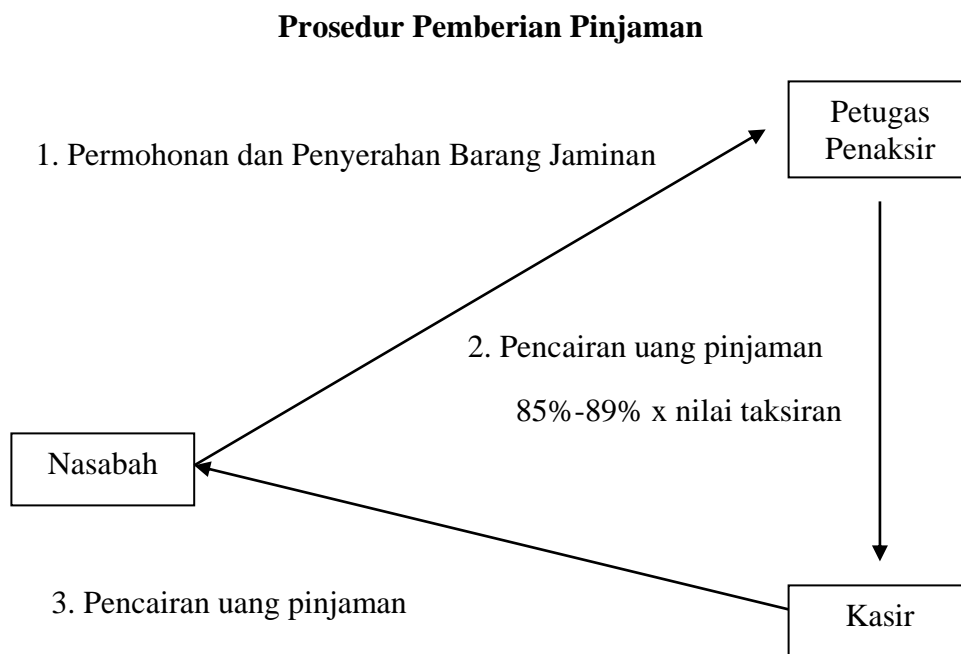 Prosedur Pemberian Pinjaman
Petugas
Penaksir
1. Permohonan dan Penyerahan Barang Jaminan
2. Pencairan uang pinjaman
85%-89% x nilai taksiran
Nasabah
3. Pencairan uang pinjaman
Kasir